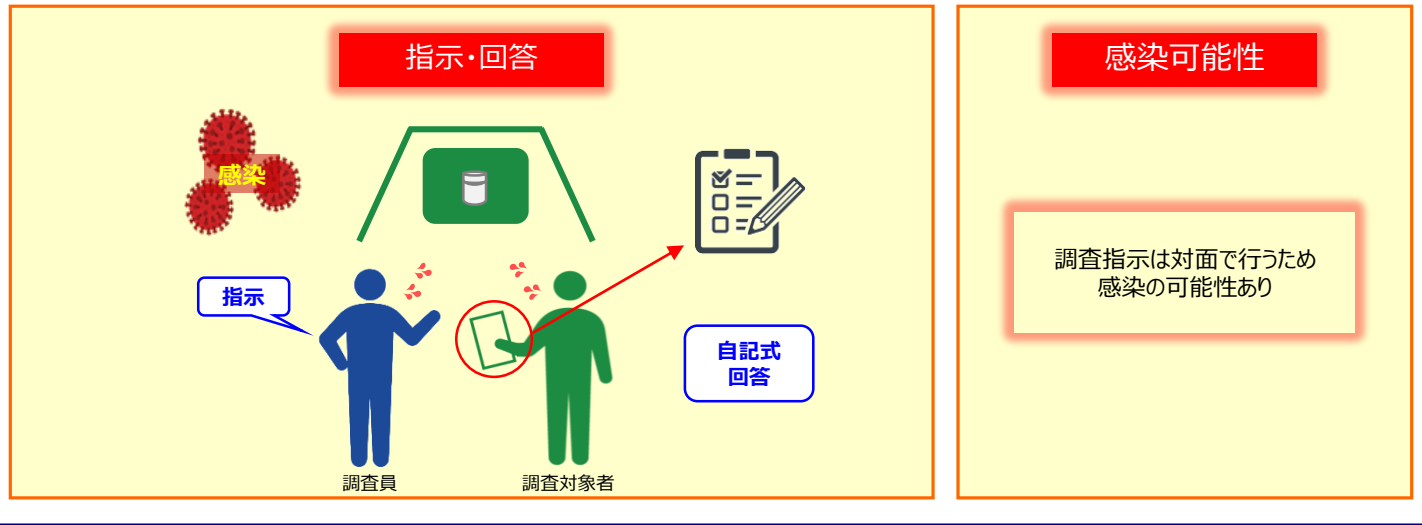 指示・回答
感染
指示
自記式
回答
調査員
調査対象者
感染可能性
調査指示は対面で行うため
感染の可能性あり